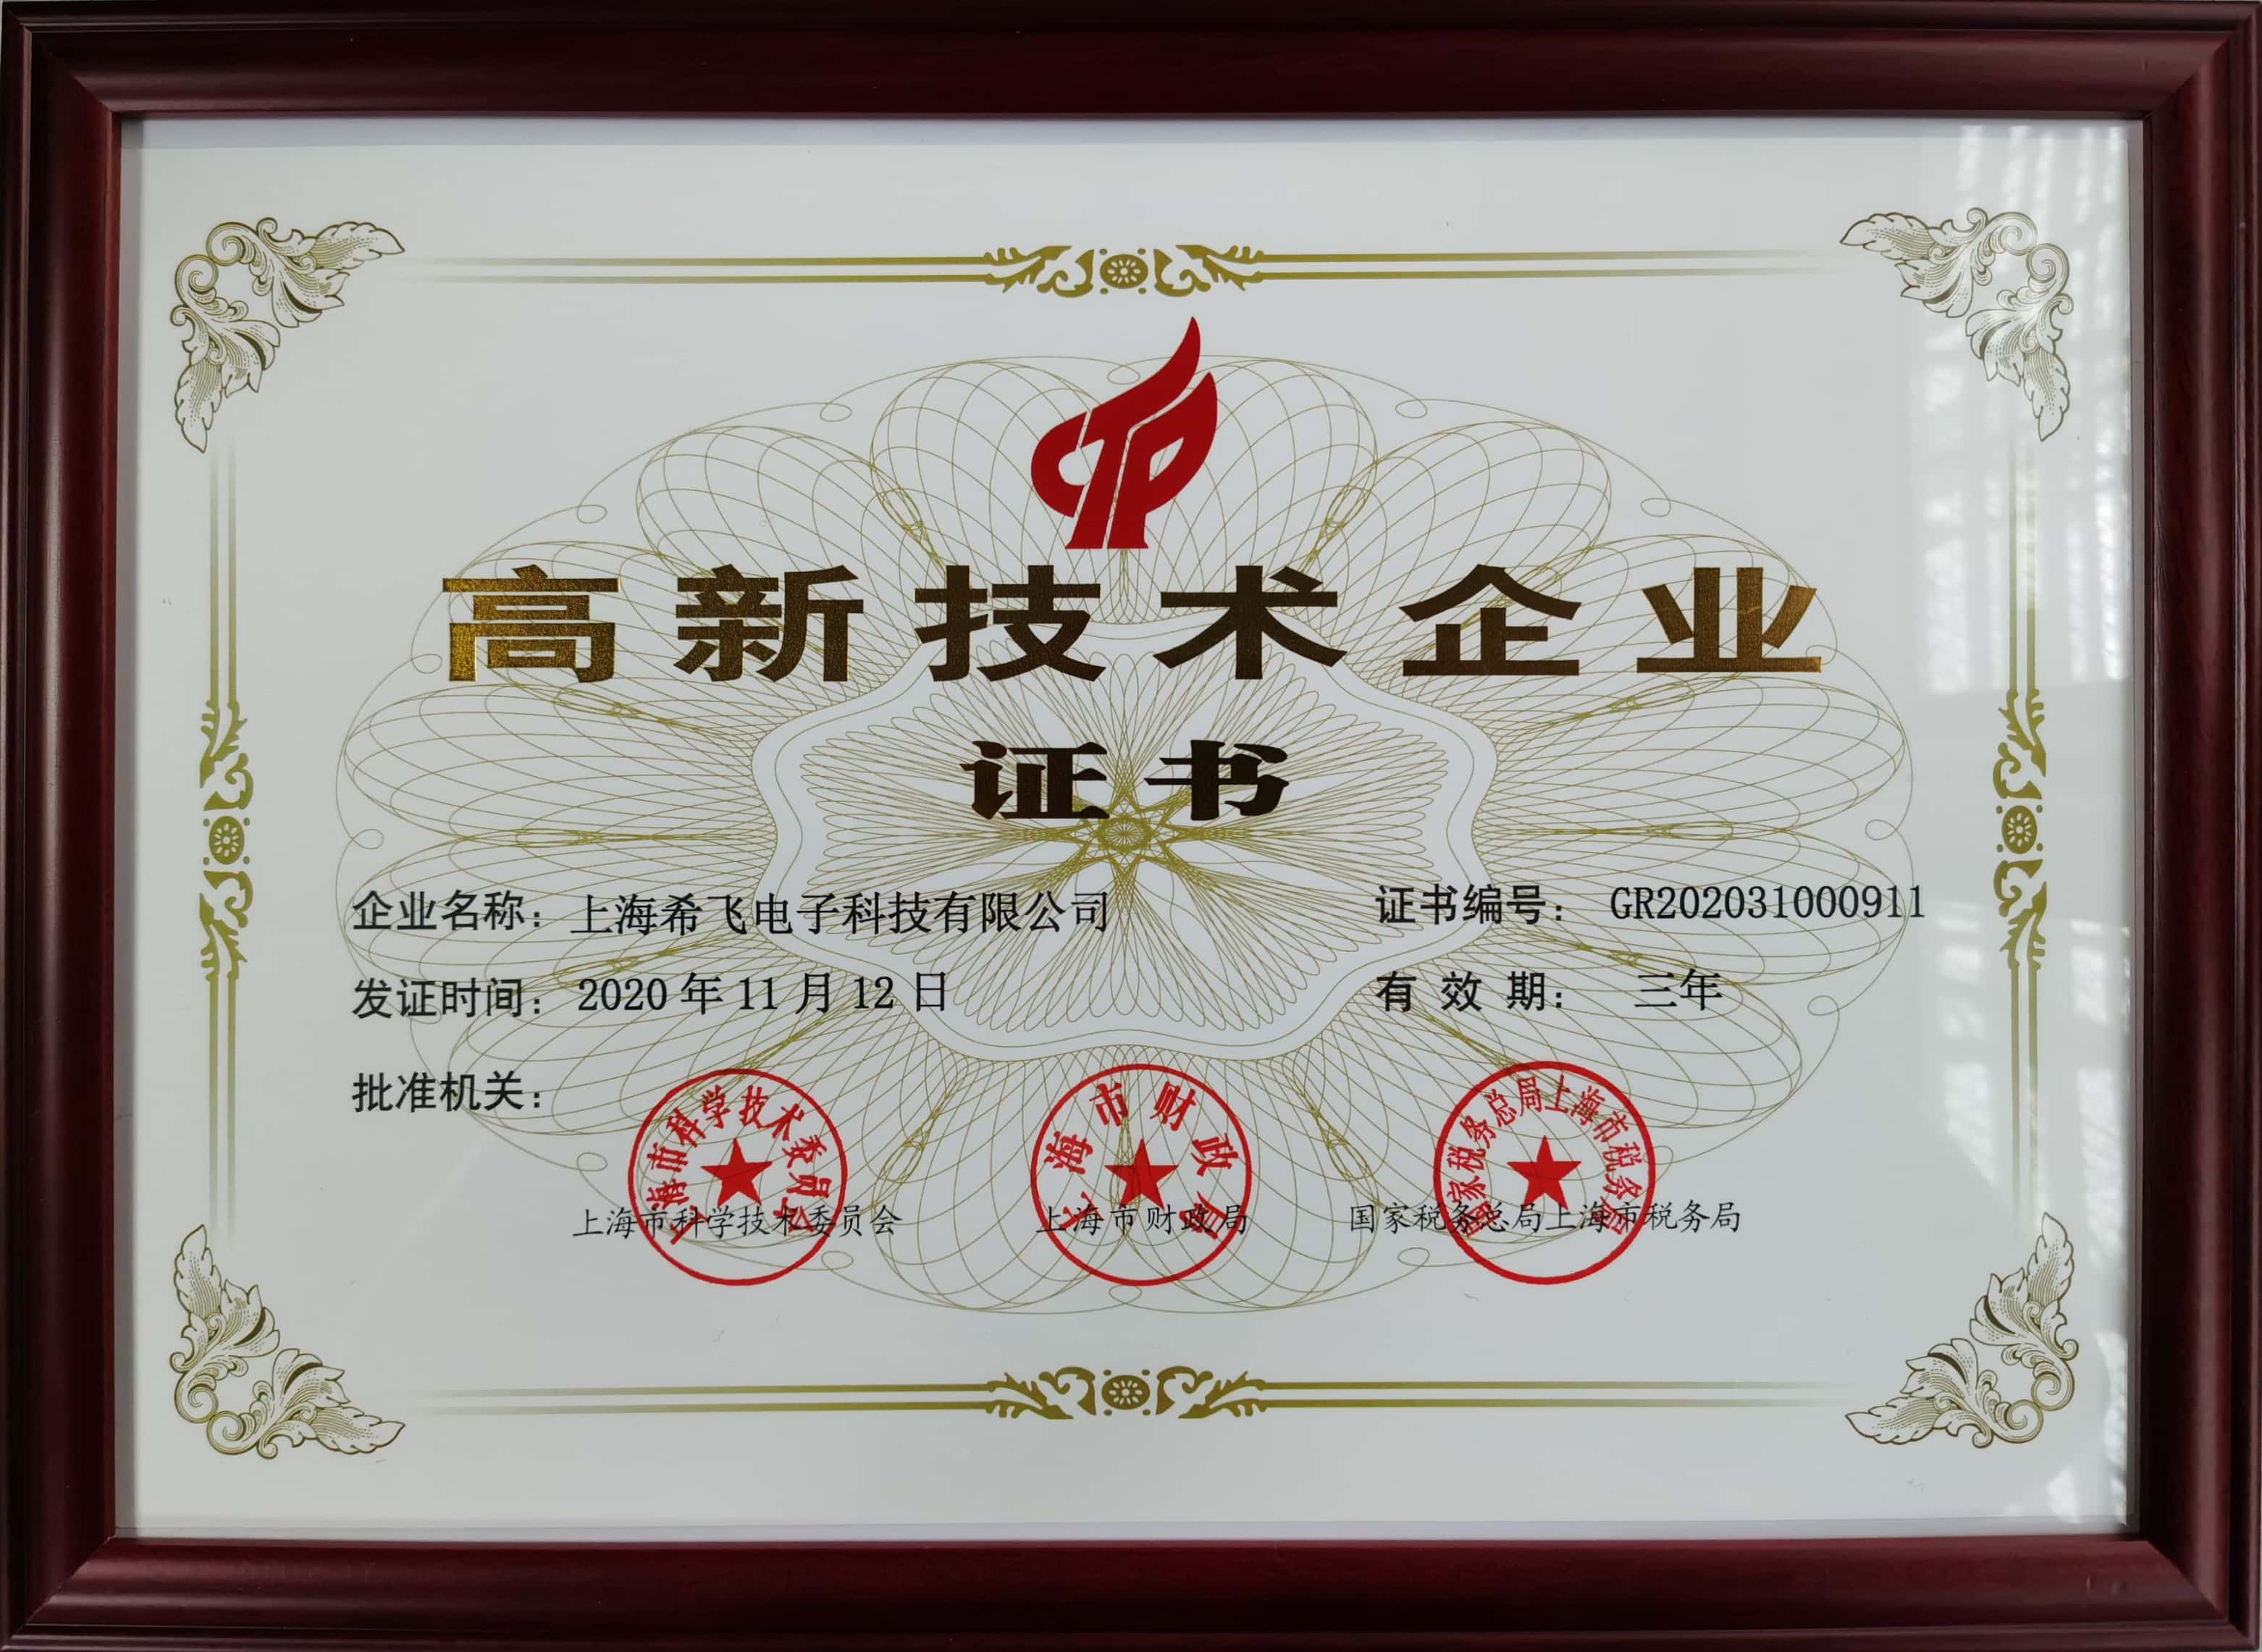 高新技术企业
证书
企业名称：上海希飞电子科技有限公司
证书编号：GR202031000911
发证时间：2020年11月12日
有效期：三年
批准机关：
上海市科学技术委员会
上海市财政局
国家税务总局上海市税务局
上海市科学技术委员会
上海市财政局
国家税务总局上海市税务局